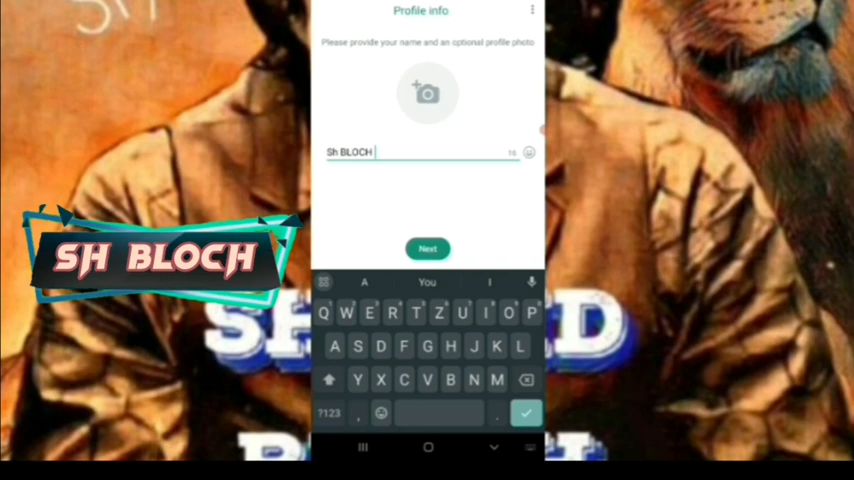 Profile info
Please provide your name and an optional profile photo
Sh BLOCH
16
SH BLOCH
Next
A You I
Q W E R T Z U I O P
A S D F G H J K L
Y X C V B N M
?123 , .